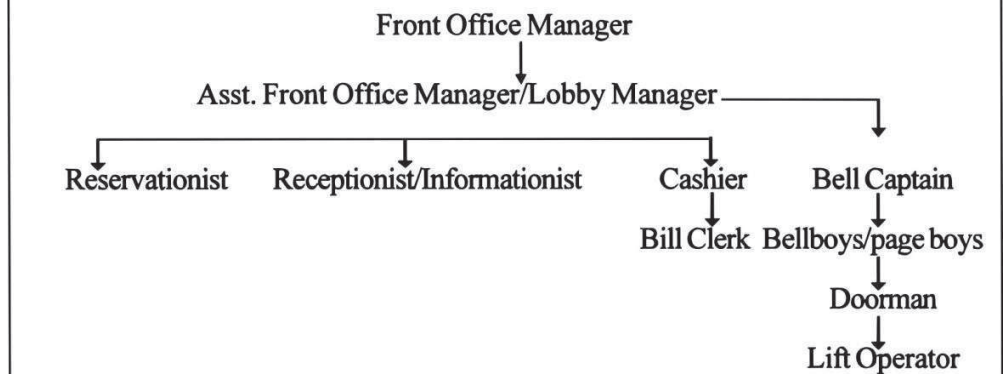 Front Office Manager
Asst. Front Office Manager/Lobby Manager
Reservationist Receptionist/Informationist Cashier Bell Captain
Bill Clerk Bellboys/page boys
Doorman
Lift Operator